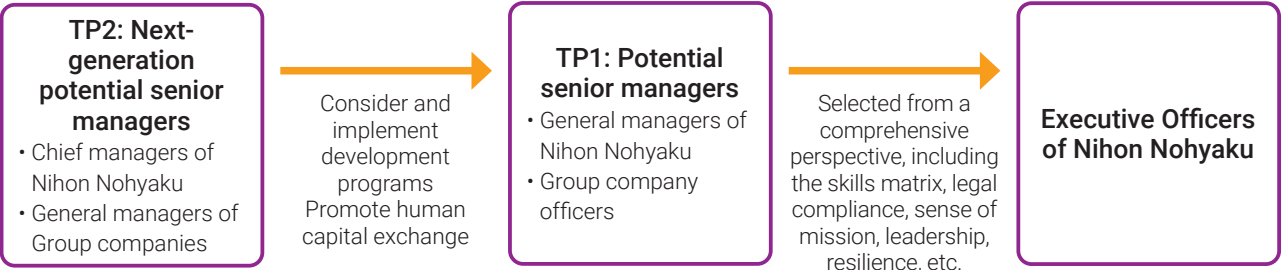 TP2: Next-
generation
potential senior
managers
・Chief managers of
Nihon Nohyaku
・General managers of
Group companies
Consider and
implement
development
programs
Promote human
capital exchange
TP1: Potential
senior managers
・General managers of
Nihon Nohyaku
・Group company
officers
Selected from a
comprehensive
perspective, including
the skills matrix, legal
compliance, sense of
mission, leadership,
resilience, etc.
Executive Officers
of Nihon Nohyaku